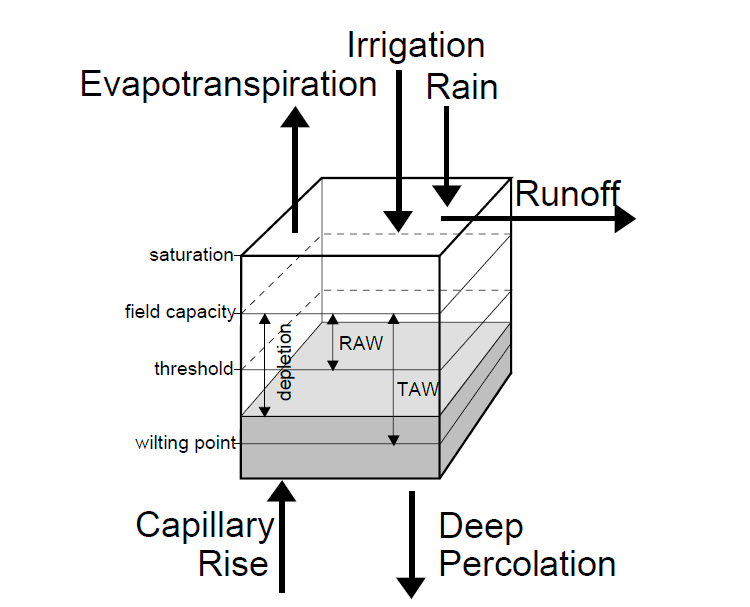 Irrigation
Evapotranspiration
Rain
Runoff
saturation
field capacity
depletion
RAW
threshold
TAW
wilting point
Capillary
Rise
Deep
Percolation